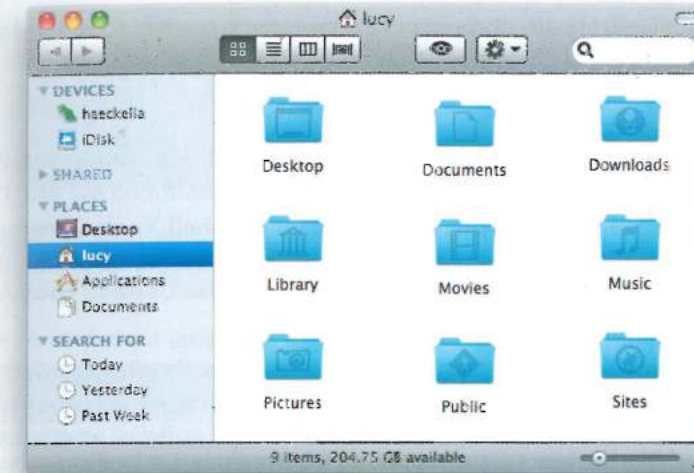 lucy
DEVICES
haeckelia
iDisk
SHARED
PLACES
Desktop
lucy
Applications
Documents
SEARCH FOR
Today
Yesterday
Past Week
Desktop
Documents
Downloads
Library
Movies
Music
Pictures
Public
Sites
9 items, 204.75 GB available